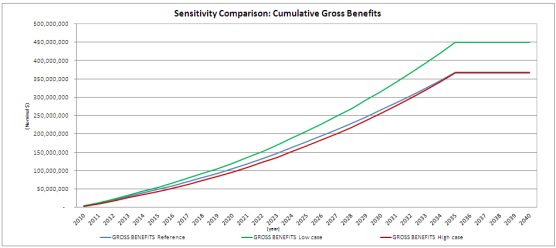 Sensitivity Comparison: Cumulative Gross Benefits
500,000,000
450,000,000
400,000,000
350,000,000
300,000,000
250,000,000
200,000,000
150,000,000
100,000,000
50,000,000
-
(Nominal $)
2010 2011 2012 2013 2014 2015 2016 2017 2018 2019 2020 2021 2022 2023 2024 2025 2026 2027 2028 2029 2030 2031 2032 2033 2034 2035 2036 2037 2038 2039 2040
(year)
GROSS BENEFITS Reference GROSS BENEFITS Low case GROSS BENEFITS High case